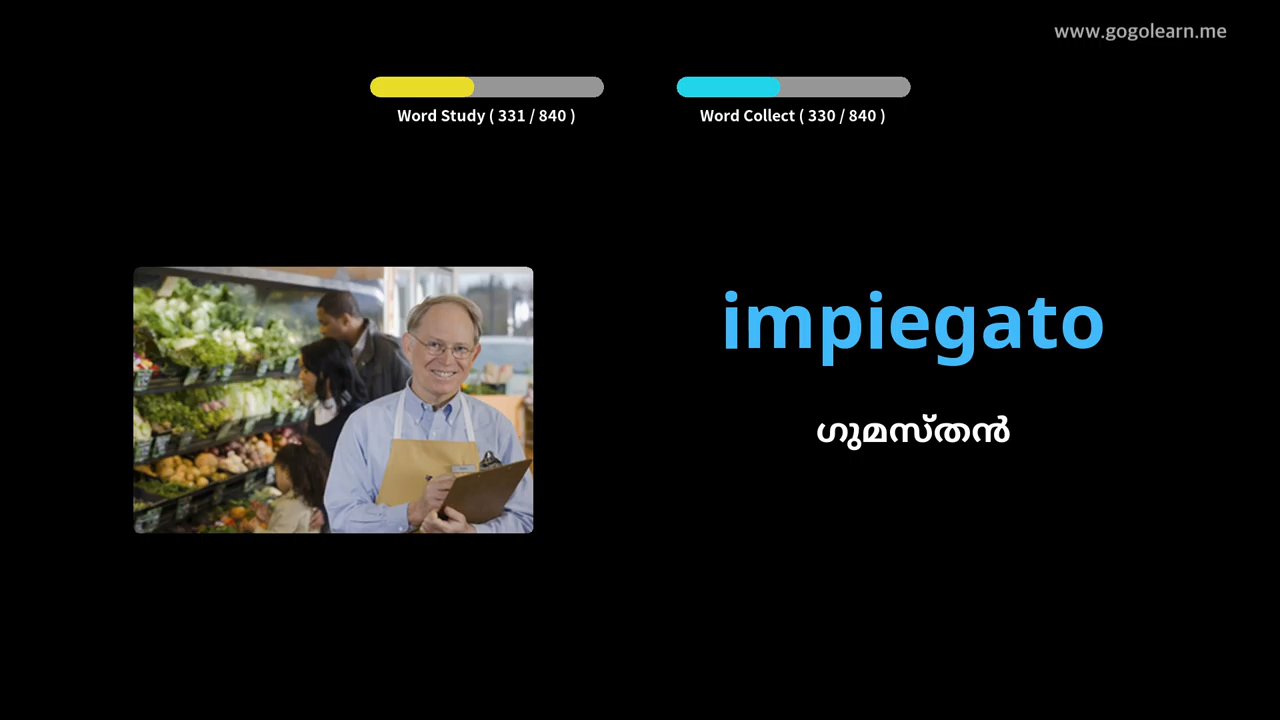 www.gogolearn.me
Word Study ( 331 / 840 )
Word Collect ( 330 / 840 )
impiegato
ഗുമസ്തൻ